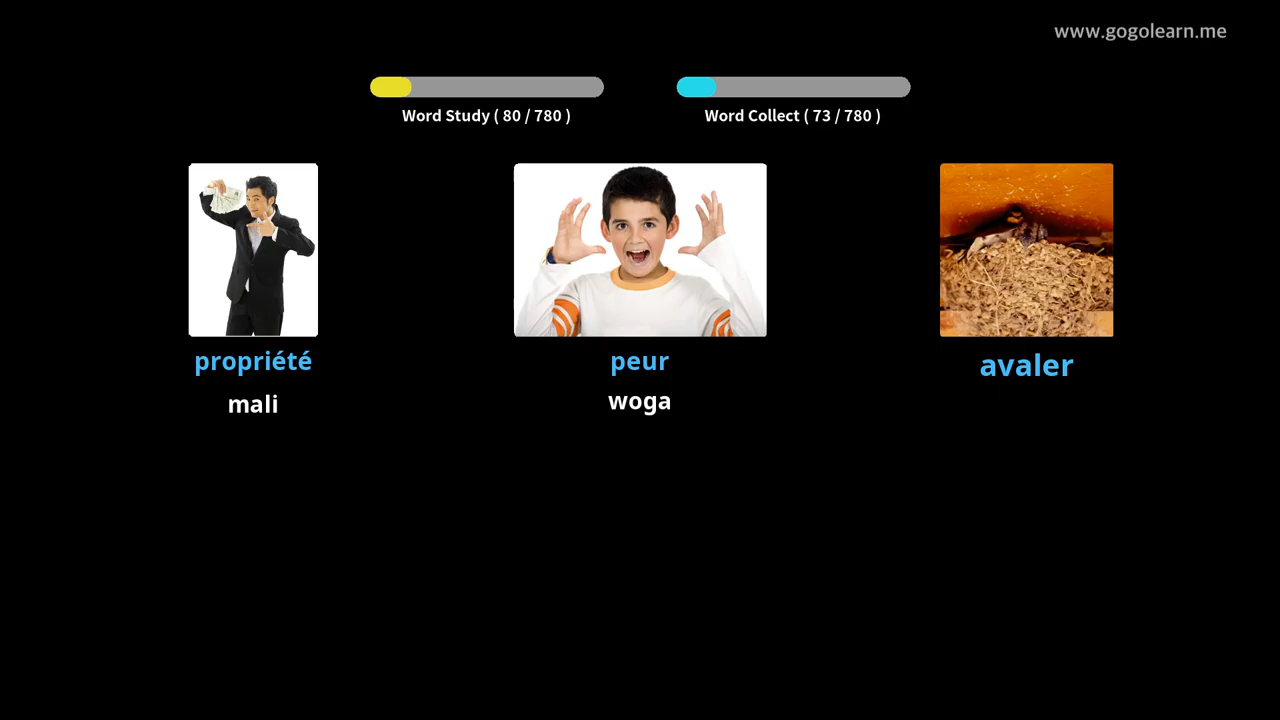 www.gogolearn.me
Word Study ( 80 / 780 )
Word Collect ( 73 / 780 )
propriété
mali
peur
woga
avaler